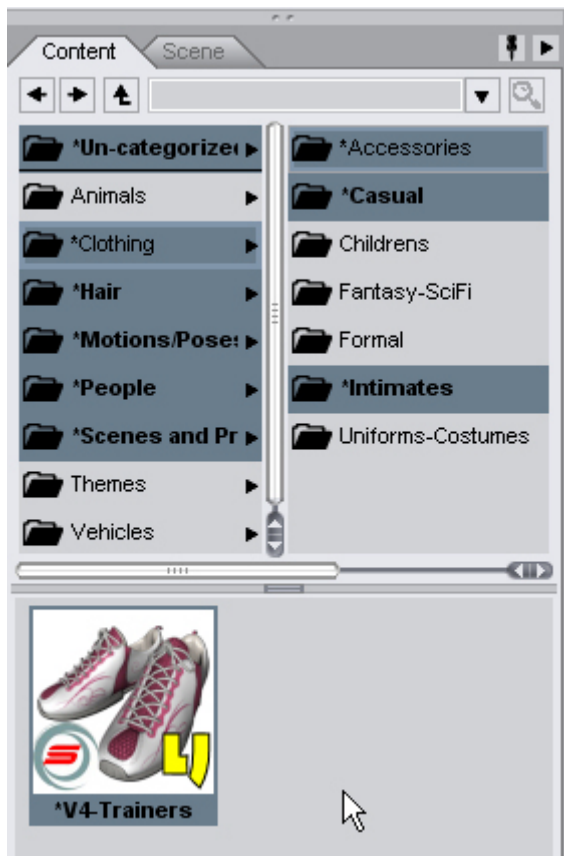 Content
Scene
*Un-categorize
Animals
*Clothing
*Hair
*Motions/Pose
*People
*Scenes and Pr
Themes
Vehicles
*Accessories
*Casual
Childrens
Fantasy-SciFi
Formal
*Intimates
Uniforms-Costumes
*V4-Trainers